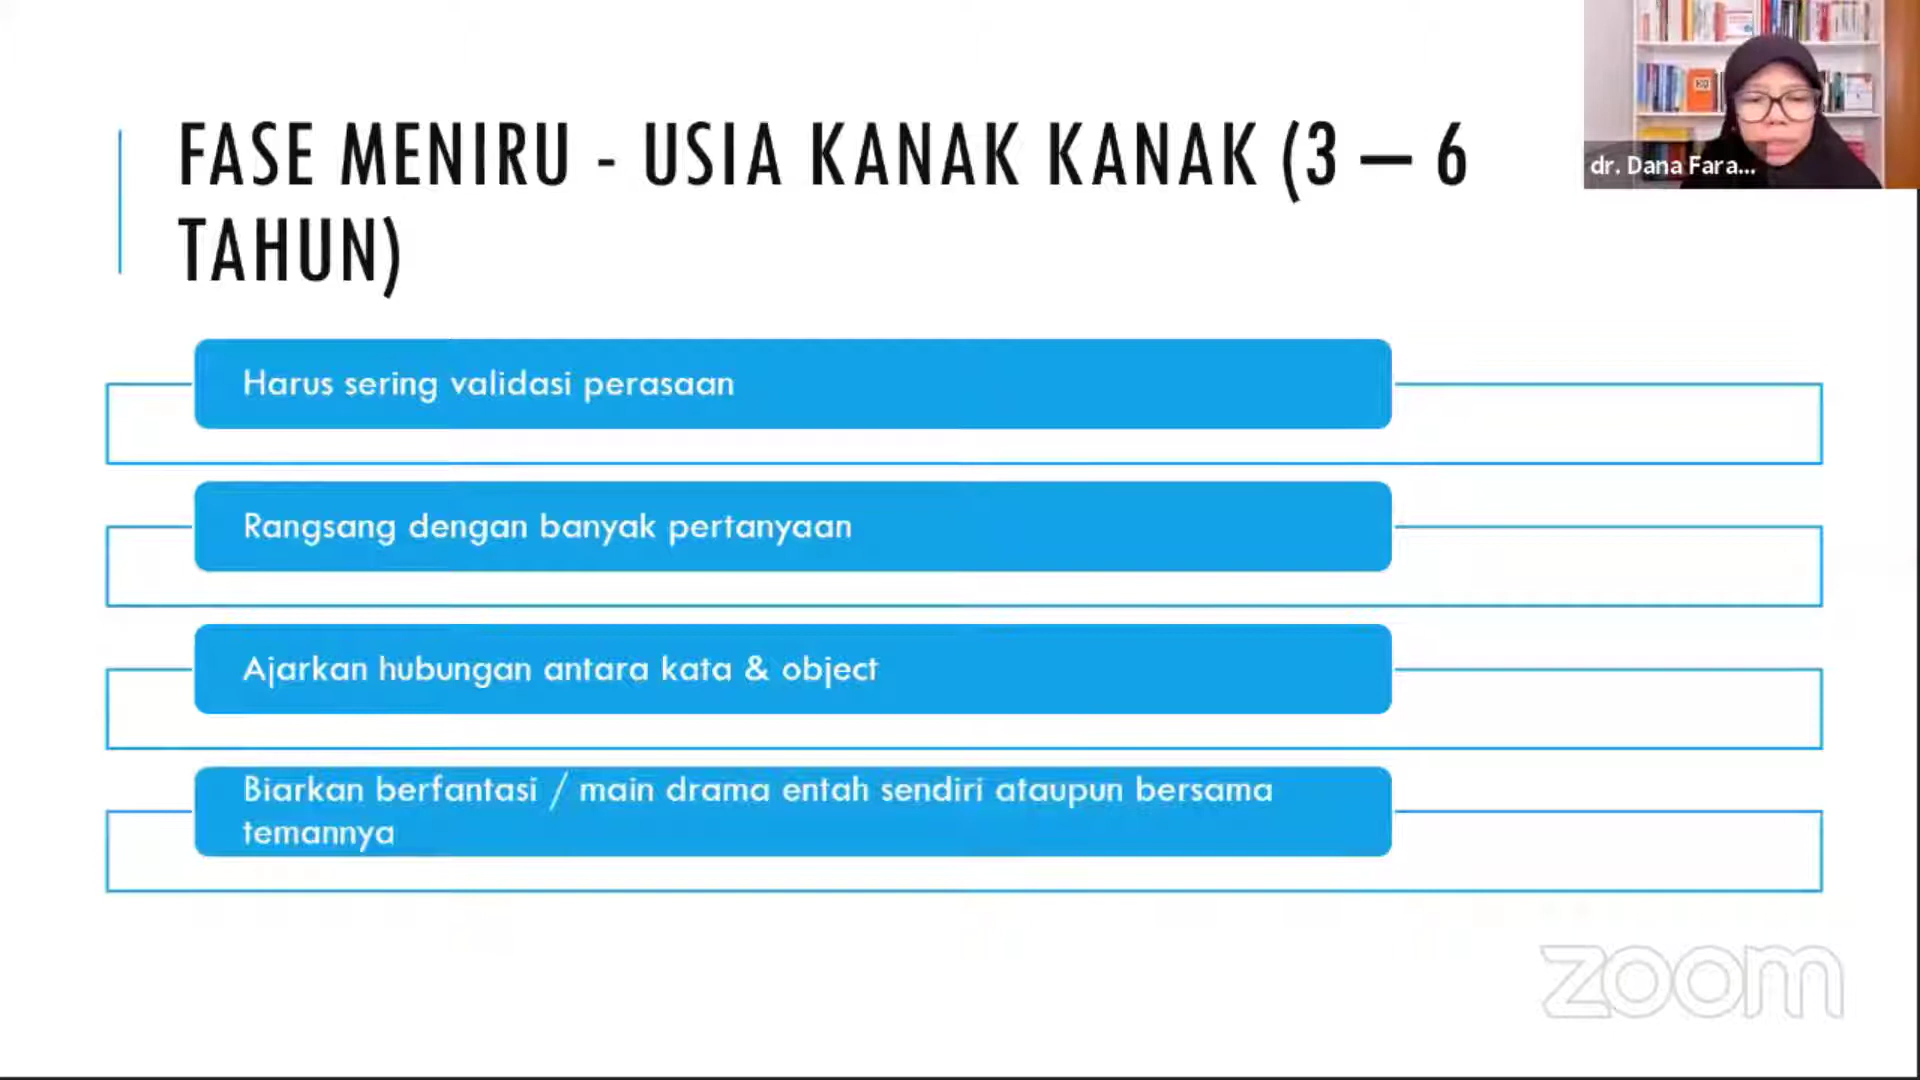 FASE MENIRU - USIA KANAK KANAK (3 – 6
TAHUN)
dr. Dana Fara...
Harus sering validasi perasaan
Rangsang dengan banyak pertanyaan
Ajarkan hubungan antara kata & object
Biarkan berfantasi / main drama entah sendiri ataupun bersama
temannya
zoom